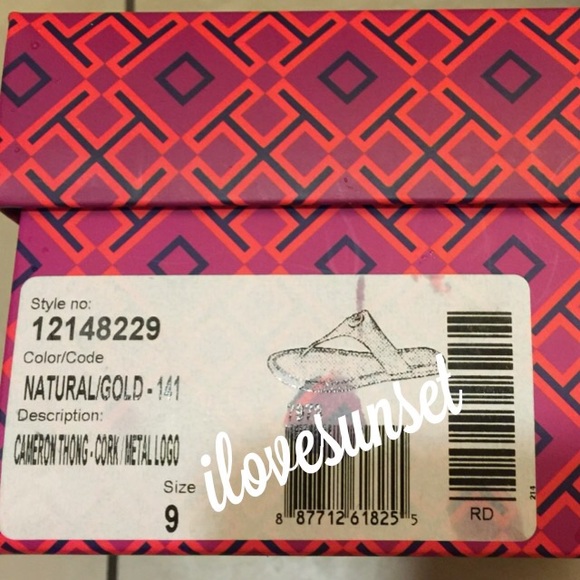 Style no:
12148229
Color/Code
NATURAL/GOLD - 141
Description:
CAMERON THONG - CORK / METAL LOGO
Size
9
ilovesunset
8 87712 61825 5
RD
214